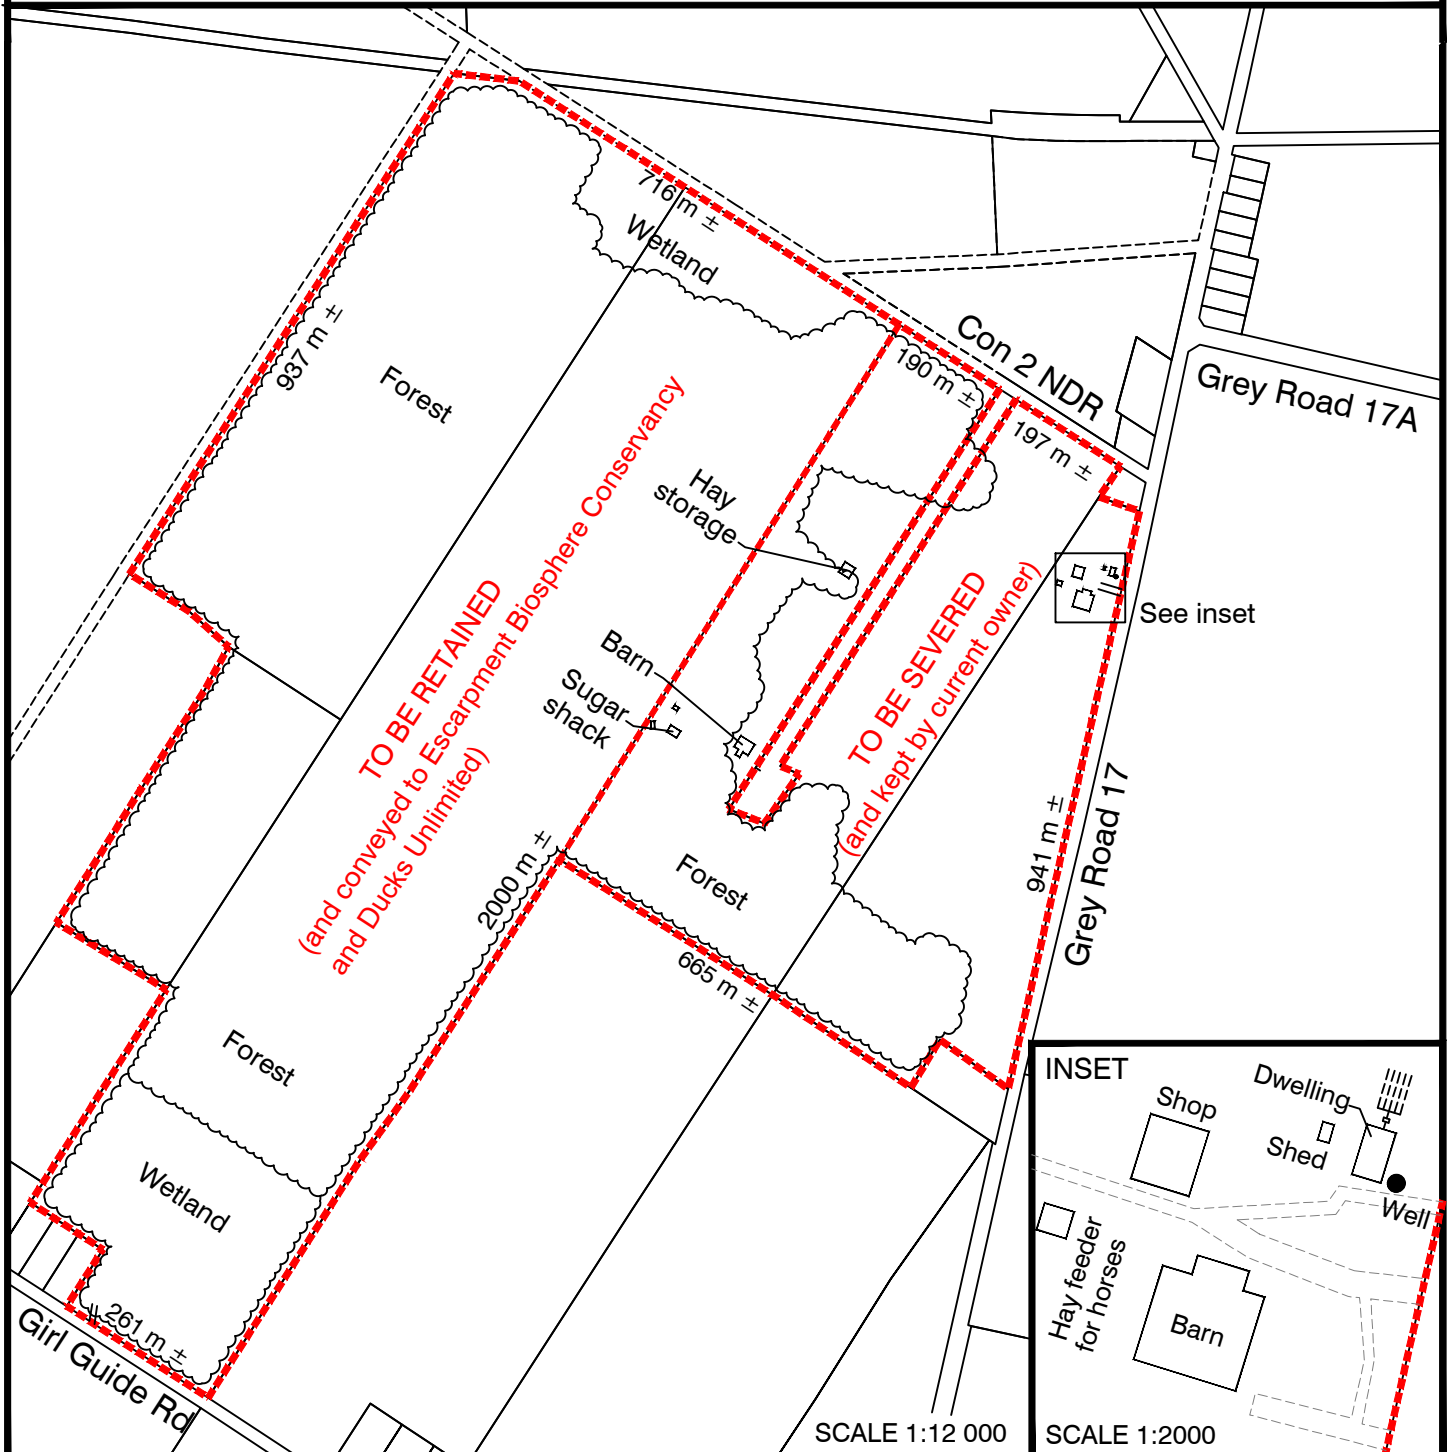 716 m ±
Wetland
937 m ±
Forest
190 m ±
Con 2 NDR
Grey Road 17A
197 m ±
Hay
storage
See inset
TO BE RETAINED
(and conveyed to Escarpment Biosphere Conservancy
and Ducks Unlimited)
TO BE SEVERED
(and kept by current owner)
Barn
Sugar
shack
2000 m ±
Forest
941 m ±
Grey Road 17
665 m ±
Forest
Wetland
261 m ±
Girl Guide Rd
SCALE 1:12 000
INSET
Dwelling
Shop
Shed
Well
Hay feeder
for horses
Barn
SCALE 1:2000